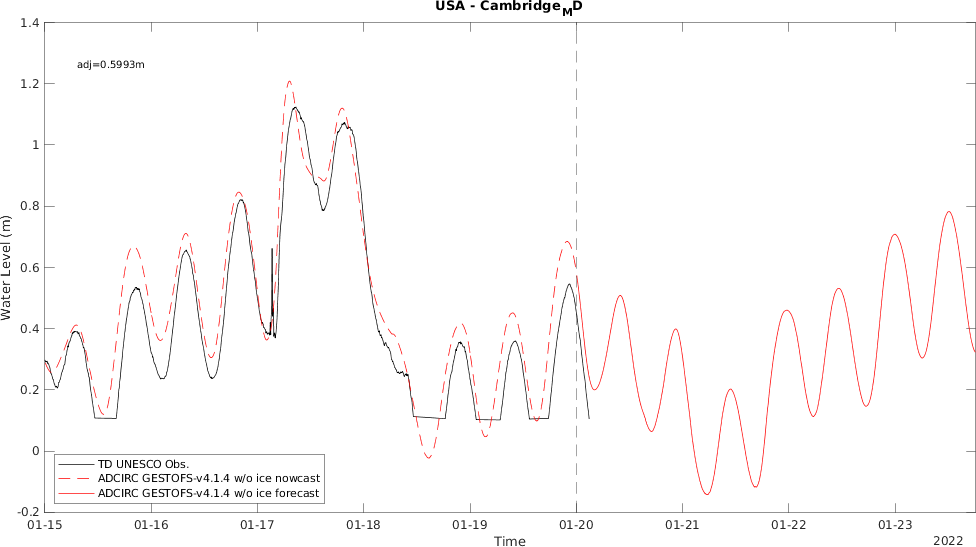 USA - Cambridge_MD
1.4
adj=0.5993m
1.2
1
0.8
0.6
0.4
0.2
0
-0.2
Water Level (m)
TD UNESCO Obs.
ADCIRC GESTOFS-v4.1.4 w/o ice nowcast
ADCIRC GESTOFS-v4.1.4 w/o ice forecast
01-15 01-16 01-17 01-18 01-19 01-20 01-21 01-22 01-23
Time
2022